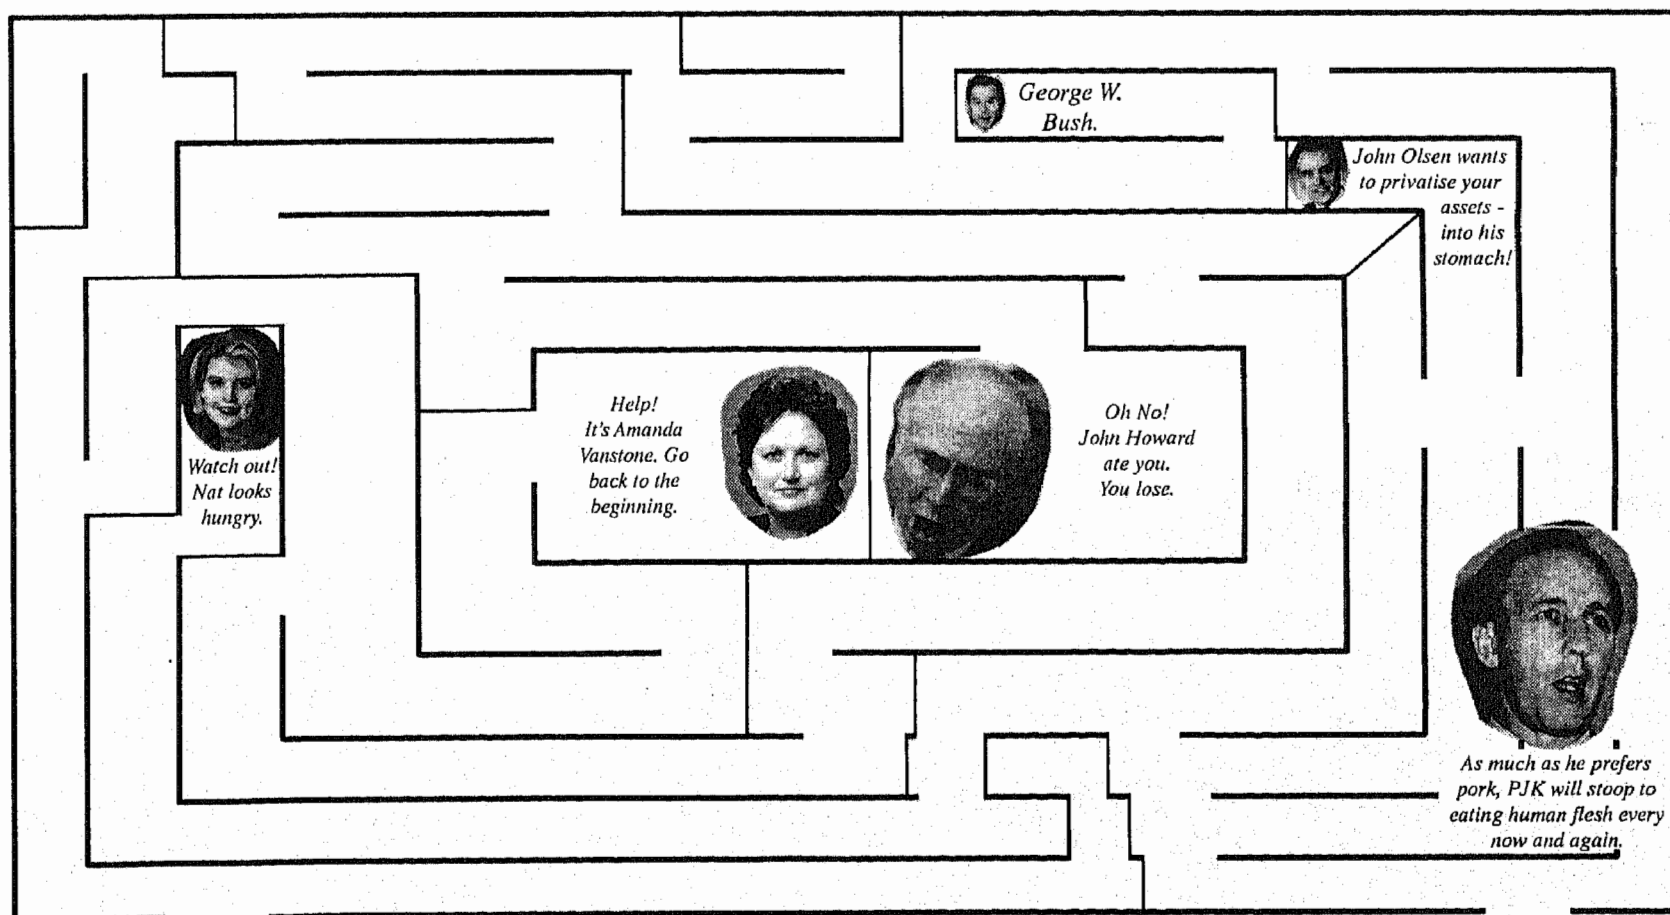 George W.
Bush.
John Olsen wants
to privatise your
assets -
into his
stomach!
Help!
It's Amanda
Vanstone. Go
back to the
beginning.
Oh No!
John Howard
ate you.
You lose.
Watch out!
Nat looks
hungry.
As much as he prefers
pork, PJK will stoop to
eating human flesh every
now and again.